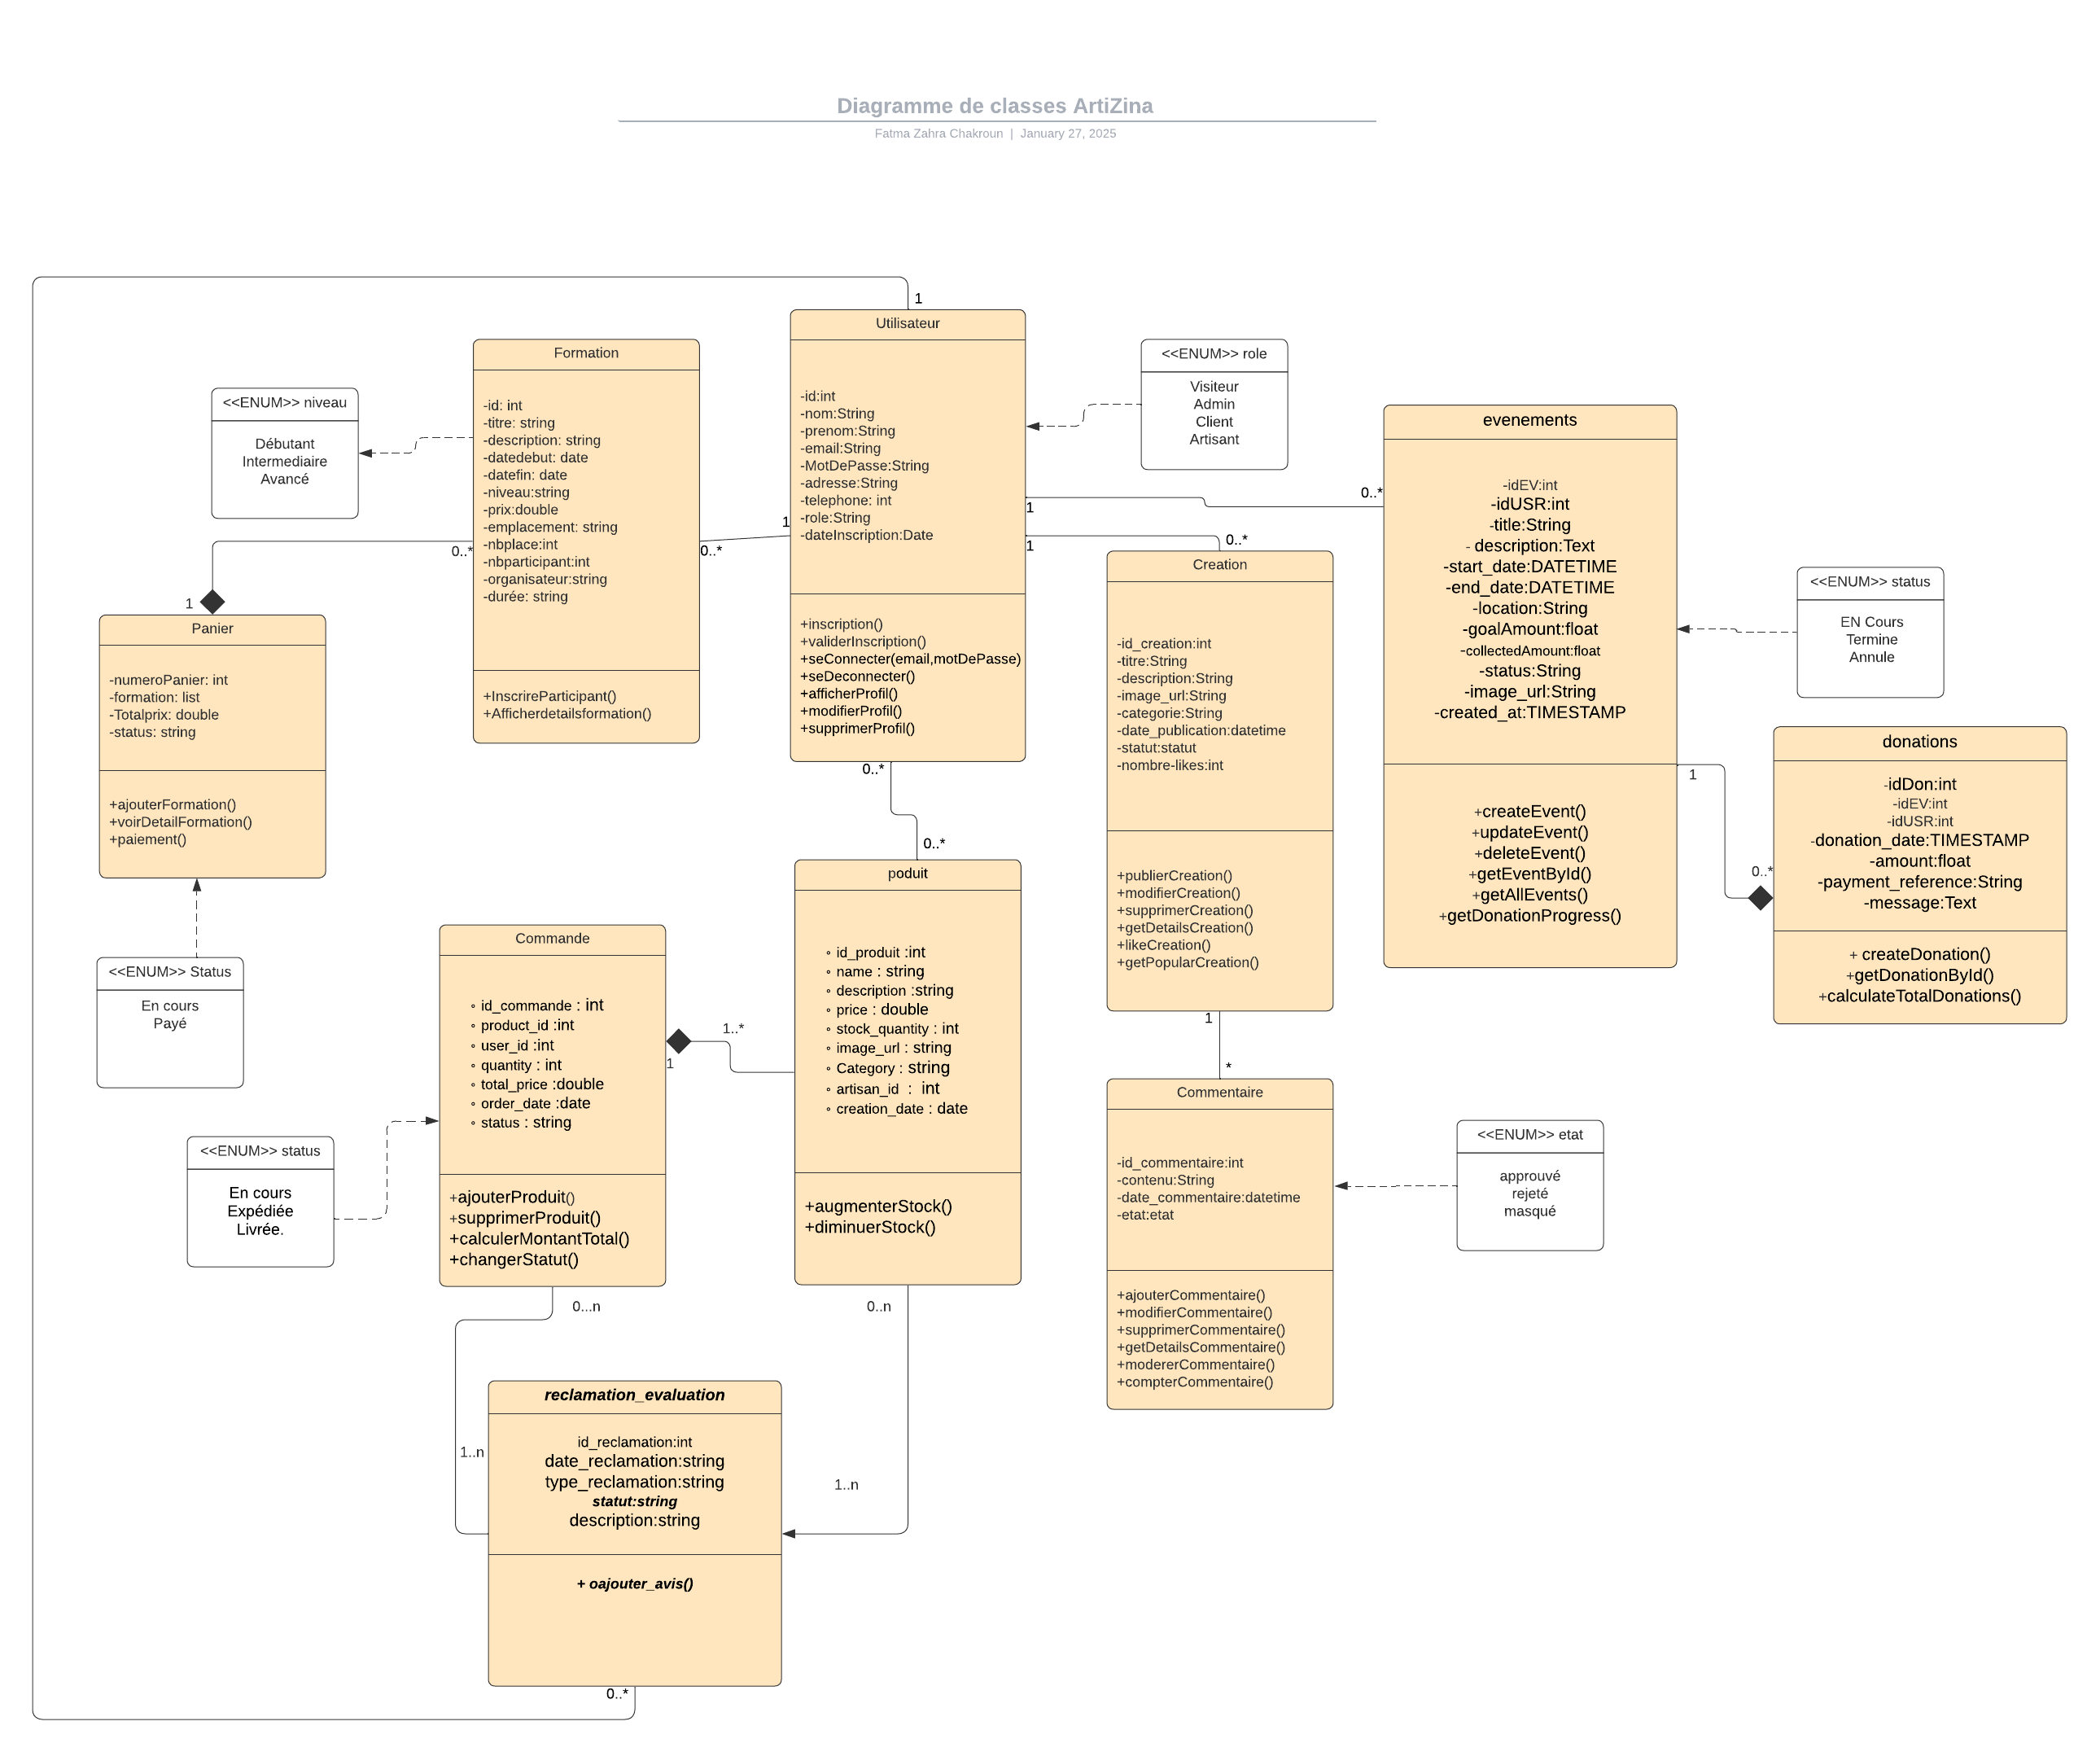 Diagramme de classes ArtiZina
Fatma Zahra Chakroun | January 27, 2025
1
Utilisateur
-id:int
-nom:String
-prenom:String
-email:String
-MotDePasse:String
-adresse:String
-telephone: int
-role:String
-dateInscription:Date
+inscription()
+validerInscription()
+seConnecter(email,motDePasse)
+seDeconnecter()
+afficherProfil()
+modifierProfil()
+supprimerProfil()
Formation
-id: int
-titre: string
-description: string
-datedebut: date
-datefin: date
-niveau:string
-prix:double
-emplacement: string
-nbplace:int
-nbparticipant:int
-organisateur:string
-durée: string
+InscrireParticipant()
+Afficherdetailsformation()
<<ENUM>> niveau
Débutant
Intermediaire
Avancé
<<ENUM>> role
Visiteur
Admin
Client
Artisant
1
0..*
0..*
1
1
0..*
1
0..*
evenements
-idEV:int
-idUSR:int
-title:String
- description:Text
-start_date:DATETIME
-end_date:DATETIME
-location:String
-goalAmount:float
-collectedAmount:float
-status:String
-image_url:String
-created_at:TIMESTAMP
+createEvent()
+updateEvent()
+deleteEvent()
+getEventById()
+getAllEvents()
+getDonationProgress()
<<ENUM>> status
EN Cours
Termine
Annule
1
0..*
donations
-idDon:int
-idEV:int
-idUSR:int
-donation_date:TIMESTAMP
-amount:float
-payment_reference:String
-message:Text
+ createDonation()
+getDonationById()
+calculateTotalDonations()
Creation
-id_creation:int
-titre:String
-description:String
-image_url:String
-categorie:String
-date_publication:datetime
-statut:statut
-nombre-likes:int
+publierCreation()
+modifierCreation()
+supprimerCreation()
+getDetailsCreation()
+likeCreation()
+getPopularCreation()
Panier
-numeroPanier: int
-formation: list
-Totalprix: double
-status: string
+ajouterFormation()
+voirDetailFormation()
+paiement()
<<ENUM>> Status
En cours
Payé
0..*
0..*
poduit
◦ id_produit :int
◦ name : string
◦ description :string
◦ price : double
◦ stock_quantity : int
◦ image_url : string
◦ Category : string
◦ artisan_id : int
◦ creation_date : date
+augmenterStock()
+diminuerStock()
Commande
◦ id_commande : int
◦ product_id :int
◦ user_id :int
◦ quantity : int
◦ total_price :double
◦ order_date :date
◦ status : string
+ajouterProduit()
+supprimerProduit()
+calculerMontantTotal()
+changerStatut()
1..*
1
<<ENUM>> status
En cours
Expédiée
Livrée.
1
*
Commentaire
-id_commentaire:int
-contenu:String
-date_commentaire:datetime
-etat:etat
+ajouterCommentaire()
+modifierCommentaire()
+supprimerCommentaire()
+getDetailsCommentaire()
+modererCommentaire()
+compterCommentaire()
<<ENUM>> etat
approuvé
rejeté
masqué
0...n
0..n
1..n
1..n
reclamation_evaluation
id_reclamation:int
date_reclamation:string
type_reclamation:string
statut:string
description:string
+ oajouter_avis()
0..*